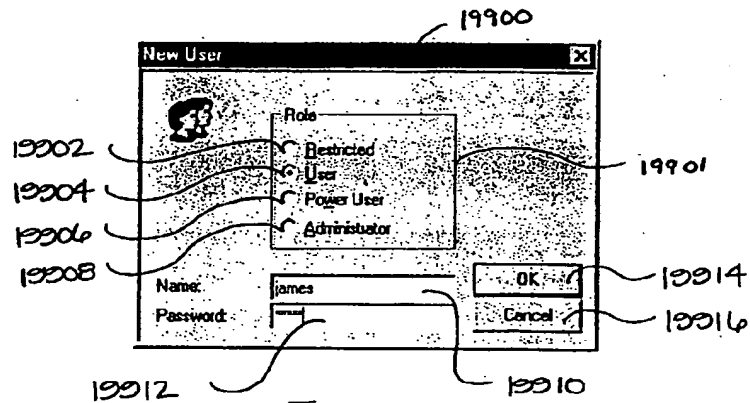 19900
New User
Role
19902
Restricted
19904
User
19901
19906
Power User
19908
Administrator
Name:
james
OK
19914
Password:
Cancel
19916
19912
19910